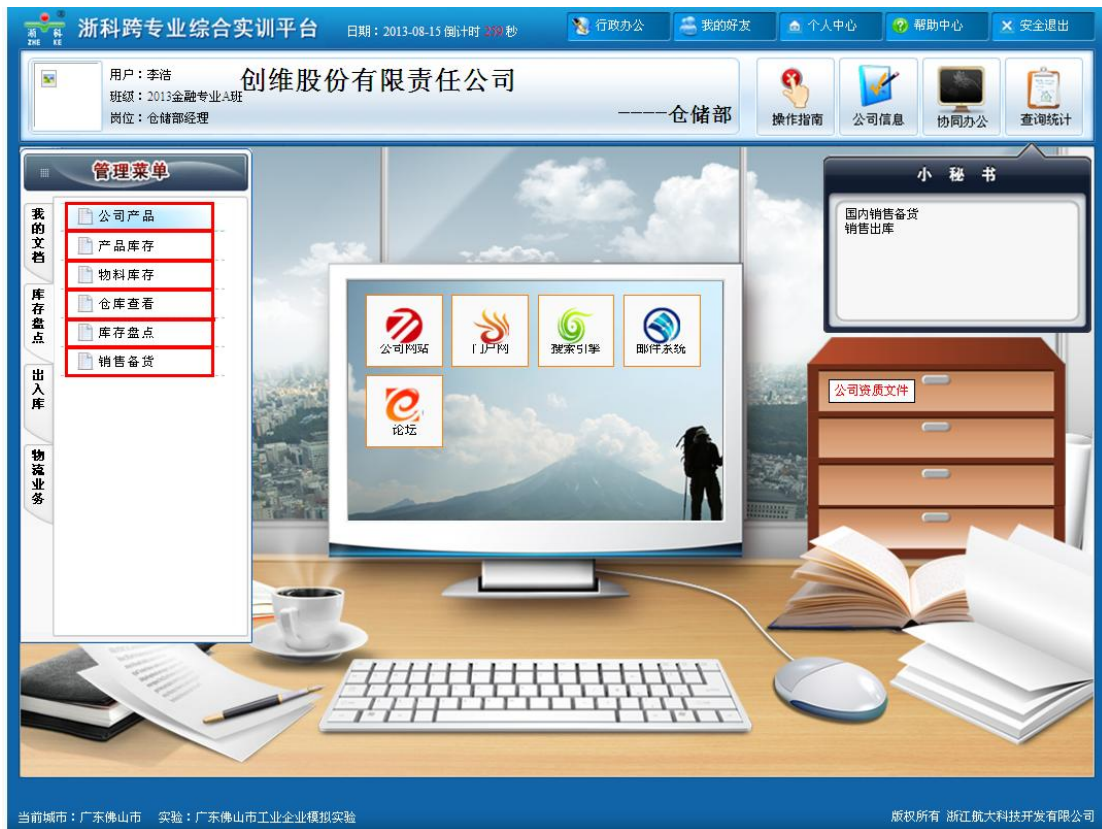 浙科
ZHE KE
浙科跨专业综合实训平台
日期：2013-08-15 倒计时 239秒
行政办公
我的好友
个人中心
帮助中心
安全退出
用户：李浩
班级：2013金融专业A班
岗位：仓储部经理
创维股份有限责任公司
----仓储部
操作指南
公司信息
协同办公
查询统计
管理菜单
我的文档
库存盘点
出入库
物流业务
公司产品
产品库存
物料库存
仓库查看
库存盘点
销售备货
公司网站
门户网
搜索引擎
邮件系统
论坛
小秘书
国内销售备货
销售出库
公司资质文件
当前城市：广东佛山市 实验：广东佛山市工业企业模拟实验
版权所有 浙江航大科技开发有限公司